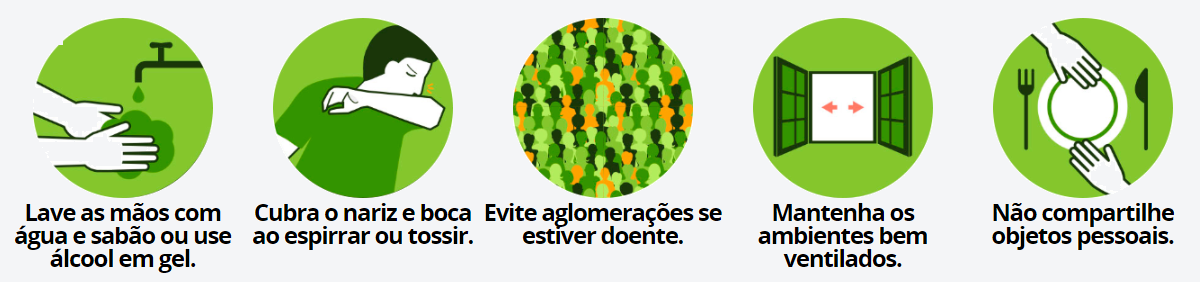 Lave as mãos com
água e sabão ou use
álcool em gel.
Cubra o nariz e boca
ao espirrar ou tossir.
Evite aglomerações se
estiver doente.
Mantenha os
ambientes bem
ventilados.
Não compartilhe
objetos pessoais.